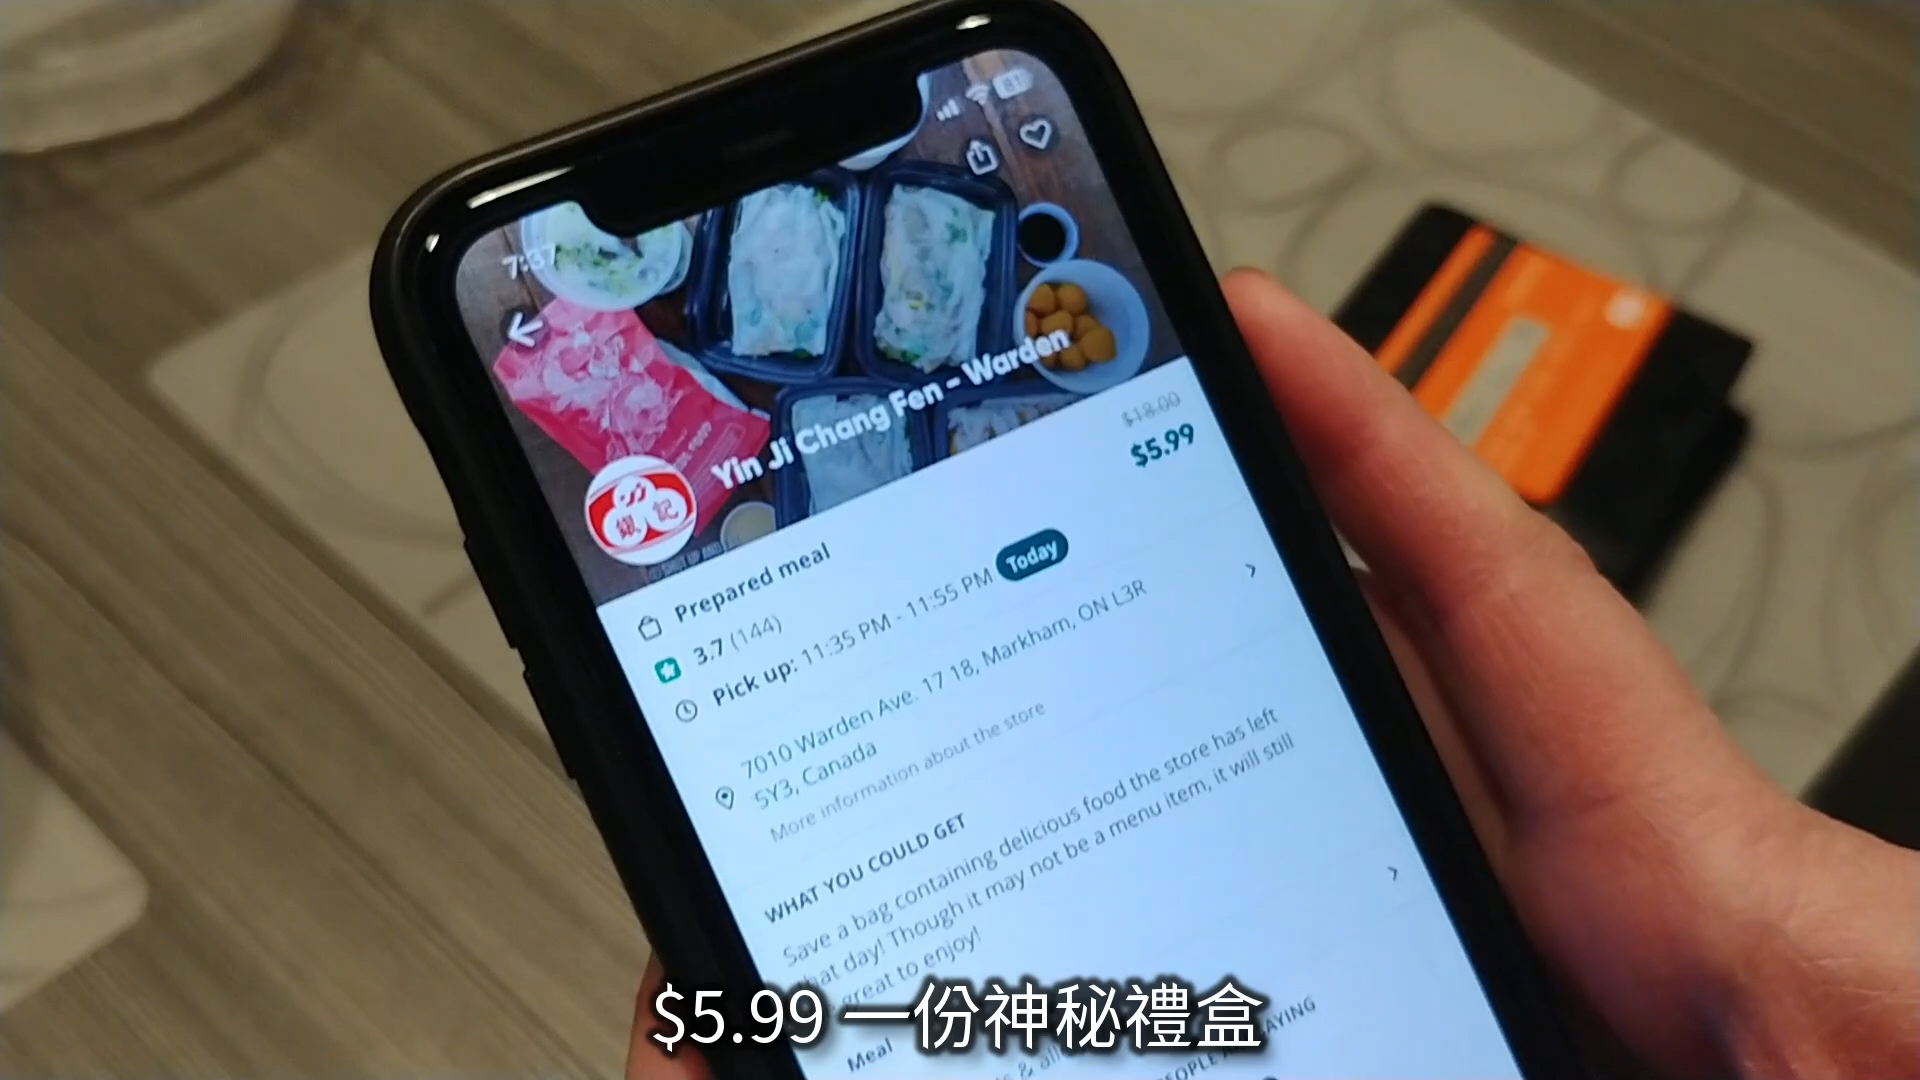 7:37
31
Yin Ji Chang Fen - Warden
銀記
$18.00
$5.99
Prepared meal
3.7 (144)
Pick up: 11:35 PM - 11:55 PM Today
7010 Warden Ave. 17 18, Markham, ON L3R
5Y3, Canada
More information about the store
WHAT YOU COULD GET
Save a bag containing delicious food the store has left
that day! Though it may not be a menu item, it will still
great to enjoy!
Meal
$5.99 一份神秘禮盒